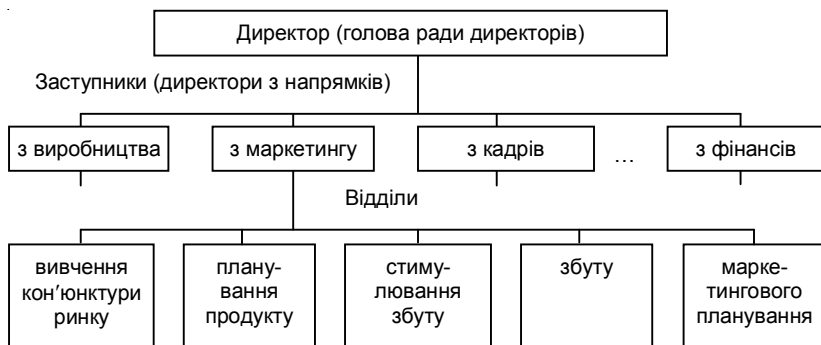 Директор (голова ради директорів)
Заступники (директори з напрямків)
з виробництва
з маркетингу
з кадрів
…
з фінансів
Відділи
вивчення
кон’юнктури
ринку
плану-
вання
продукту
стиму-
лювання
збуту
збуту
марке-
тингового
планування